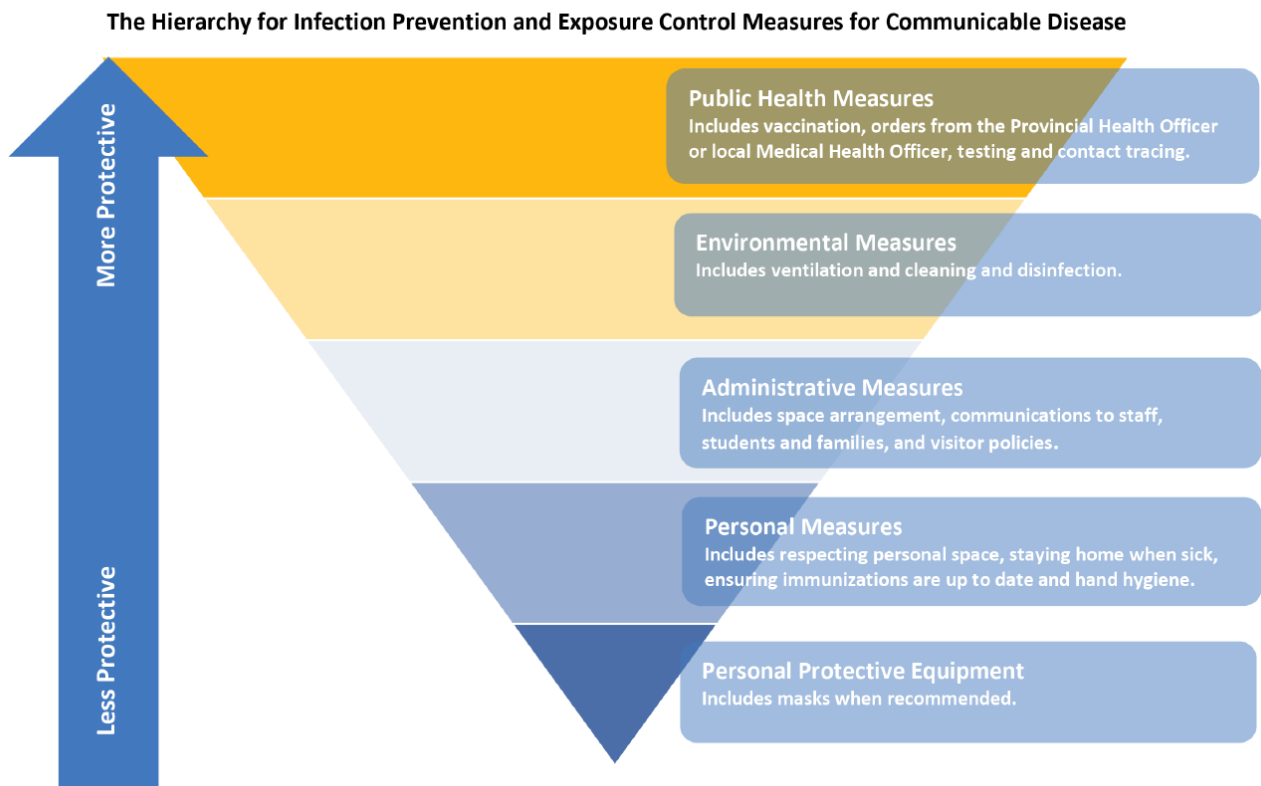 The Hierarchy for Infection Prevention and Exposure Control Measures for Communicable Disease
More Protective
Less Protective
Public Health Measures
Includes vaccination, orders from the Provincial Health Officer
or local Medical Health Officer, testing and contact tracing.
Environmental Measures
Includes ventilation and cleaning and disinfection.
Administrative Measures
Includes space arrangement, communications to staff,
students and families, and visitor policies.
Personal Measures
Includes respecting personal space, staying home when sick,
ensuring immunizations are up to date and hand hygiene.
Personal Protective Equipment
Includes masks when recommended.